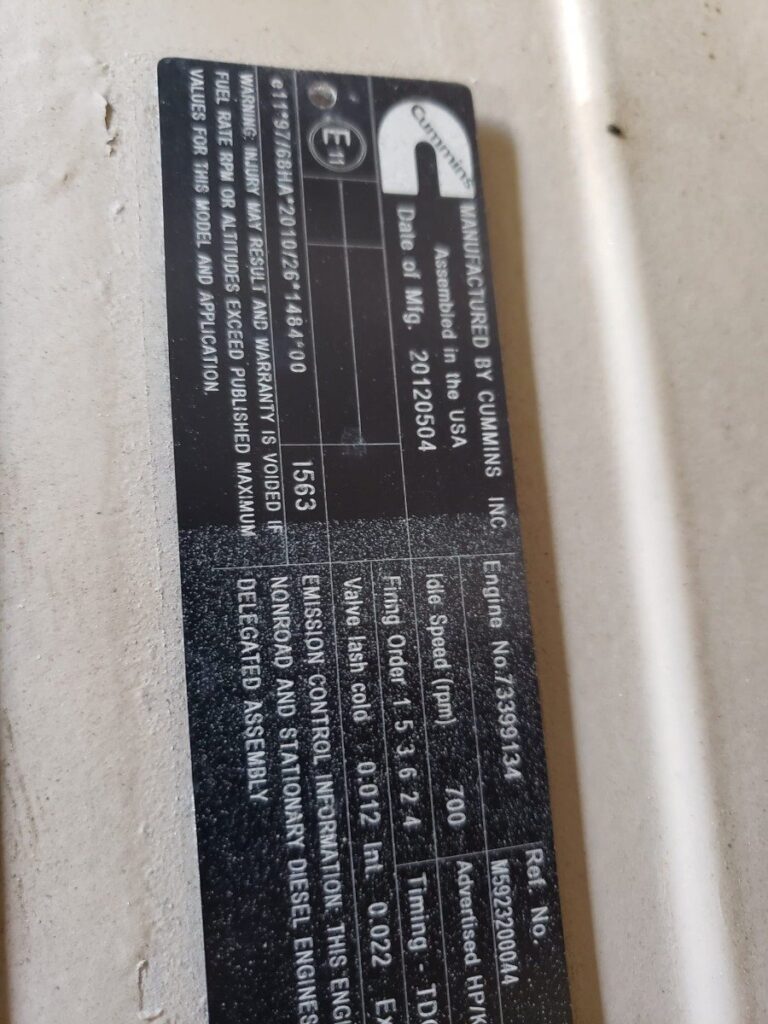 Cummins
MANUFACTURED BY CUMMINS INC.
Assembled in the USA
Date of Mfg. 20120504
E 11
e11*97/68HA*2010/26*1484*00
1563
WARNING: INJURY MAY RESULT AND WARRANTY IS VOIDED IF
FUEL RATE RPM OR ALTITUDES EXCEED PUBLISHED MAXIMUM
VALUES FOR THIS MODEL AND APPLICATION.
Engine No. 73399134
Idle Speed (rpm) 700
Firing Order 1 5 3 6 2 4
Valve lash cold 0.012 Int. 0.022 Ex
EMISSION CONTROL INFORMATION: THIS ENGI
NONROAD AND STATIONARY DIESEL ENGINES
DELEGATED ASSEMBLY
Ref. No.
M5923200044
Advertised HP/K
Timing - TDC